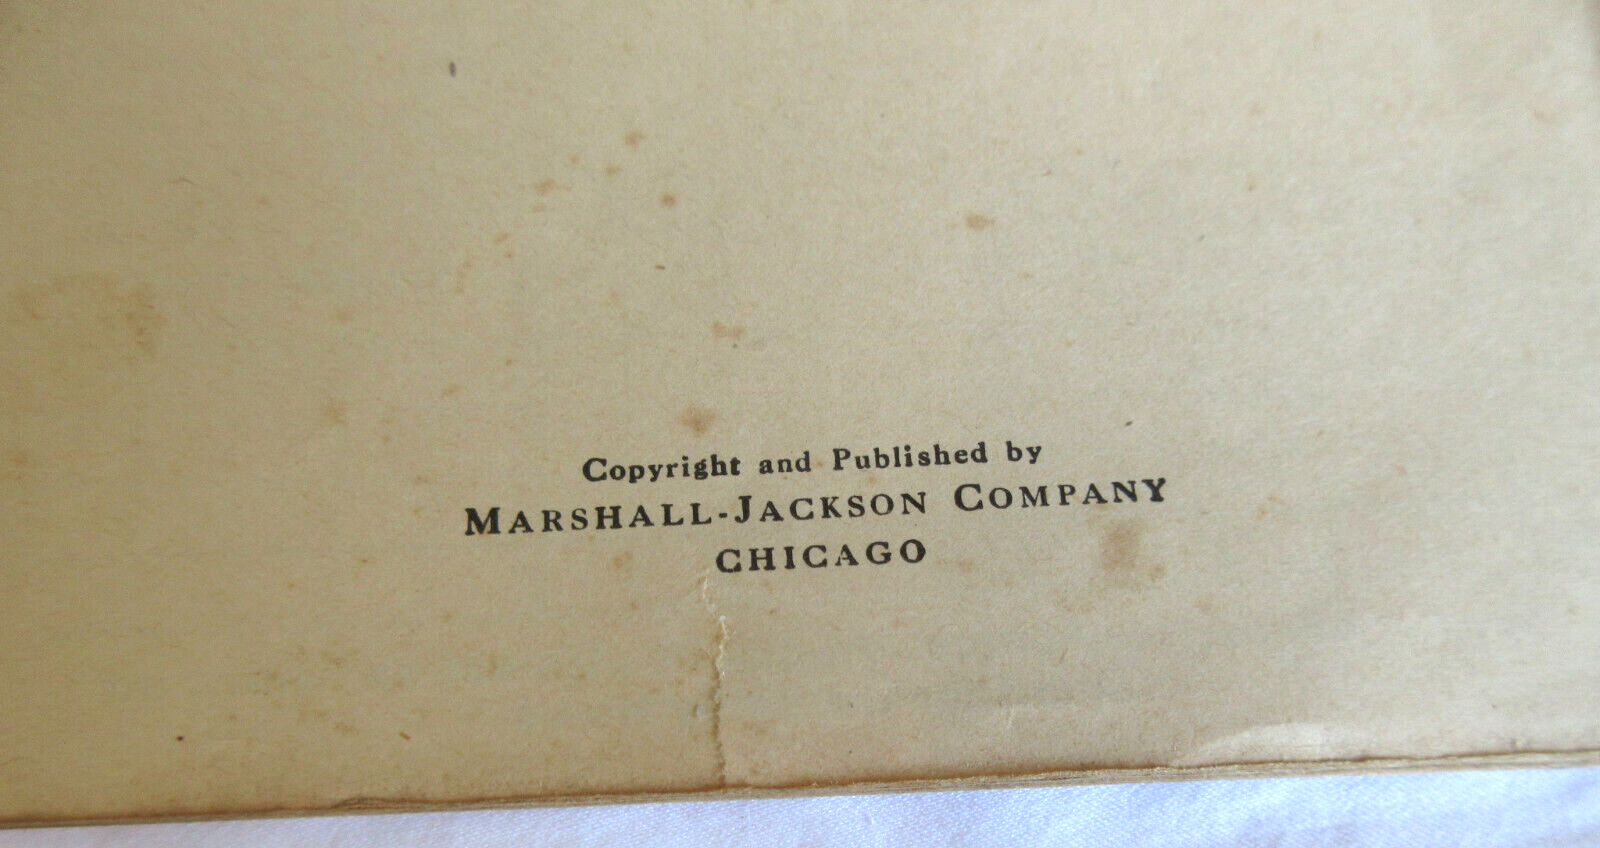 Copyright and Published by
MARSHALL-JACKSON COMPANY
CHICAGO